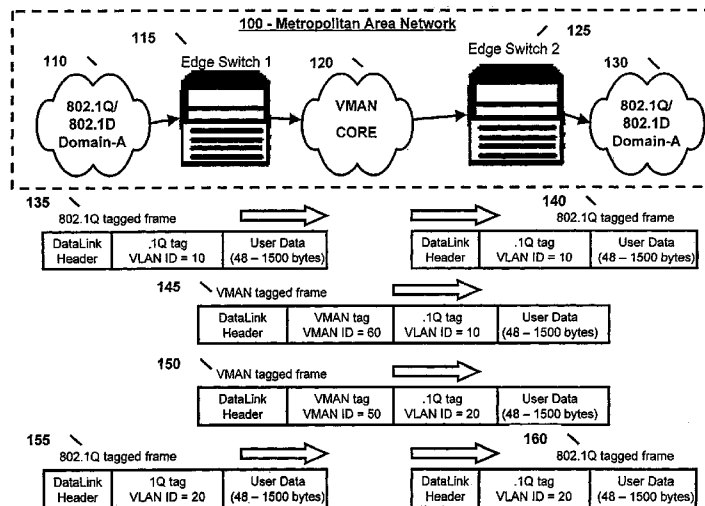 100 - Metropolitan Area Network
115
125
Edge Switch 1
Edge Switch 2
110
120
130
802.1Q/
802.1D
Domain-A
VMAN
CORE
802.1Q/
802.1D
Domain-A
135
802.1Q tagged frame
140
802.1Q tagged frame
DataLink
Header
.1Q tag
VLAN ID = 10
User Data
(48 – 1500 bytes)
DataLink
Header
.1Q tag
VLAN ID = 10
User Data
(48 – 1500 bytes)
145
VMAN tagged frame
DataLink
Header
VMAN tag
VMAN ID = 60
.1Q tag
VLAN ID = 10
User Data
(48 – 1500 bytes)
150
VMAN tagged frame
DataLink
Header
VMAN tag
VMAN ID = 50
.1Q tag
VLAN ID = 20
User Data
(48 – 1500 bytes)
155
802.1Q tagged frame
160
802.1Q tagged frame
DataLink
Header
1Q tag
VLAN ID = 20
User Data
(48 – 1500 bytes)
DataLink
Header
.1Q tag
VLAN ID = 20
User Data
(48 – 1500 bytes)